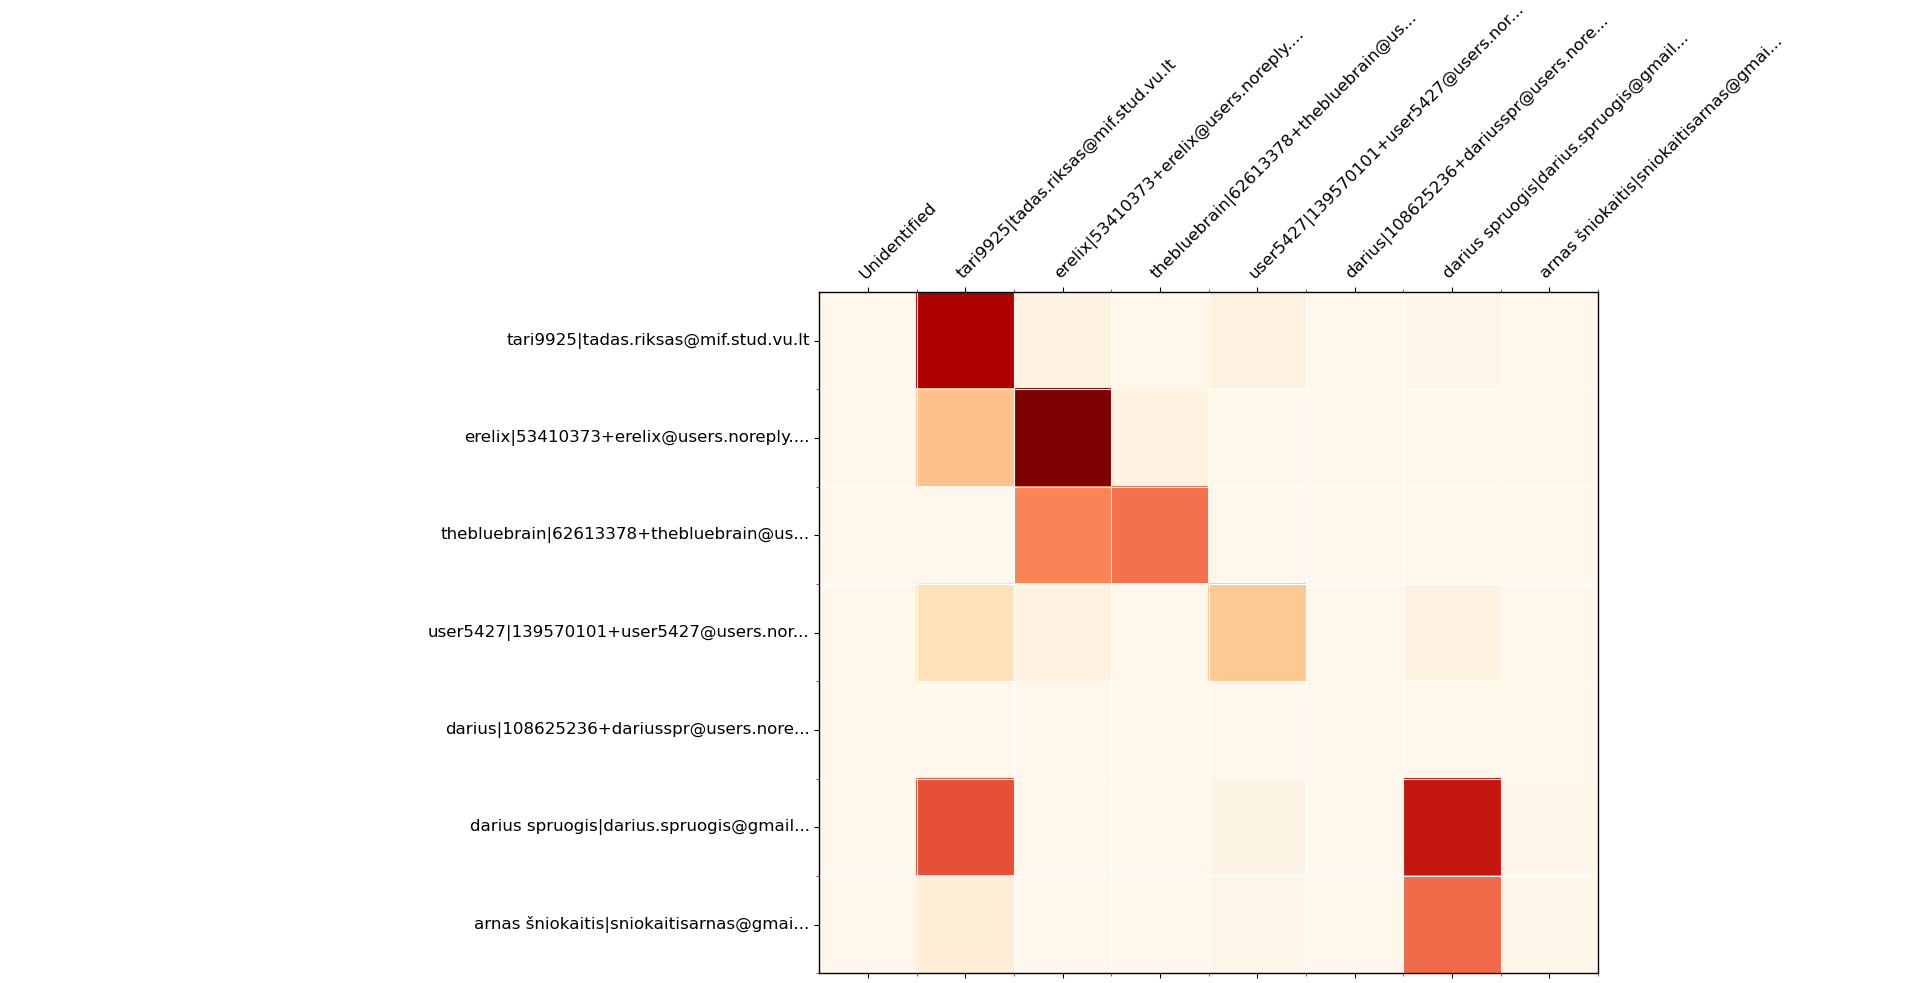 Unidentified
tari9925|tadas.riksas@mif.stud.vu.lt
erelix|53410373+erelix@users.noreply....
thebluebrain|62613378+thebluebrain@us...
user5427|139570101+user5427@users.nor...
darius|108625236+dariusspr@users.nore...
darius spruogis|darius.spruogis@gmail...
arnas šniokaitis|sniokaitisarnas@gmai...
tari9925|tadas.riksas@mif.stud.vu.lt
erelix|53410373+erelix@users.noreply....
thebluebrain|62613378+thebluebrain@us...
user5427|139570101+user5427@users.nor...
darius|108625236+dariusspr@users.nore...
darius spruogis|darius.spruogis@gmail...
arnas šniokaitis|sniokaitisarnas@gmai...